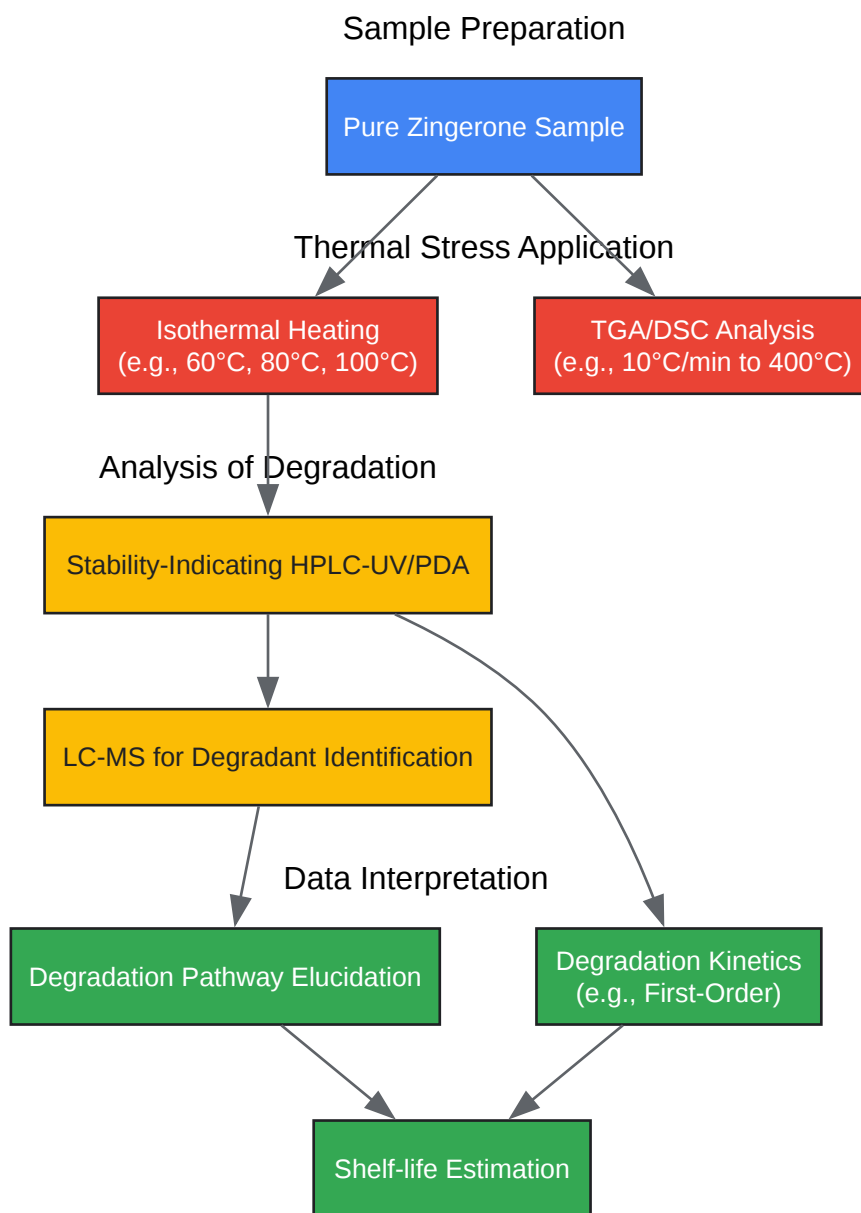 Sample Preparation
Pure Zingerone Sample
Thermal Stress Application
Isothermal Heating
(e.g., 60°C, 80°C, 100°C)
TGA/DSC Analysis
(e.g., 10°C/min to 400°C)
Analysis of Degradation
Stability-Indicating HPLC-UV/PDA
LC-MS for Degradant Identification
Data Interpretation
Degradation Pathway Elucidation
Degradation Kinetics
(e.g., First-Order)
Shelf-life Estimation